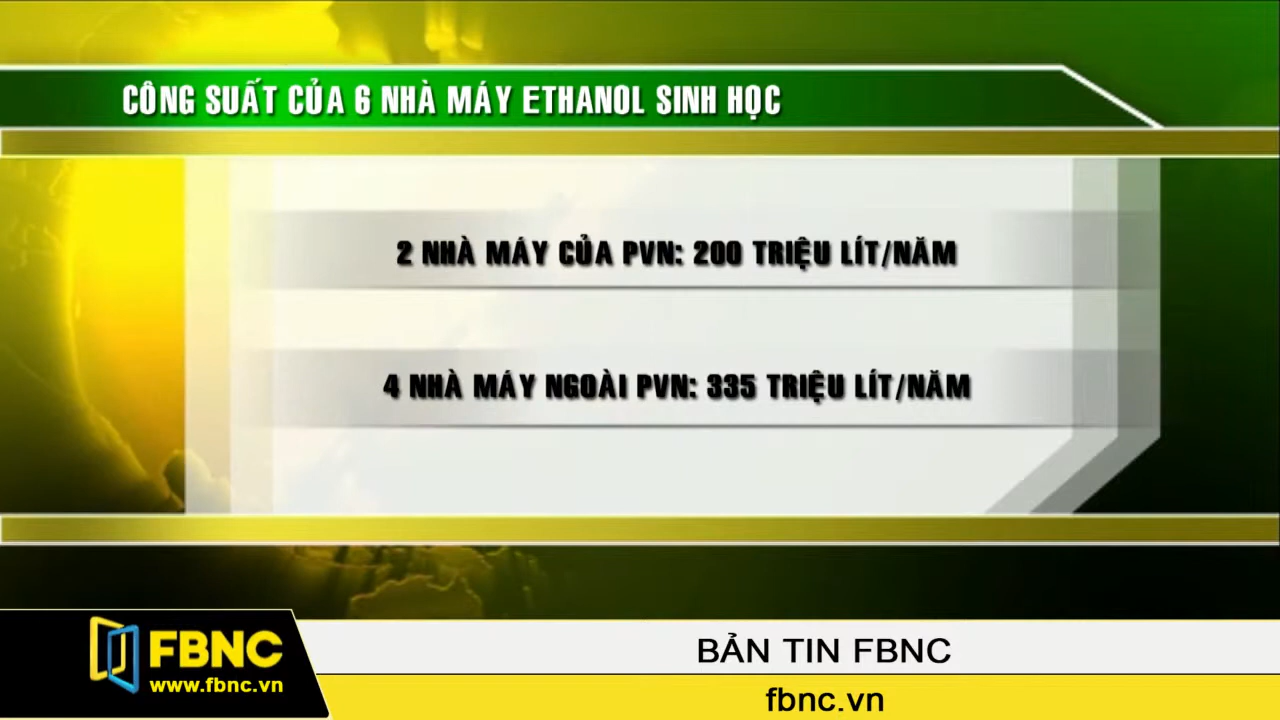 CÔNG SUẤT CỦA 6 NHÀ MÁY ETHANOL SINH HỌC
2 NHÀ MÁY CỦA PVN: 200 TRIỆU LÍT/NĂM
4 NHÀ MÁY NGOÀI PVN: 335 TRIỆU LÍT/NĂM
FBNC
www.fbnc.vn
BẢN TIN FBNC
fbnc.vn